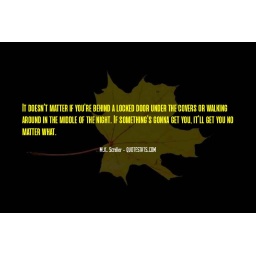 It doesn't matter if you're behind a locked door under the covers or walking
around in the middle of the night. If something's gonna get you, it'll get you no
matter what.
M.K. Schiller - QUOTESTATS.COM